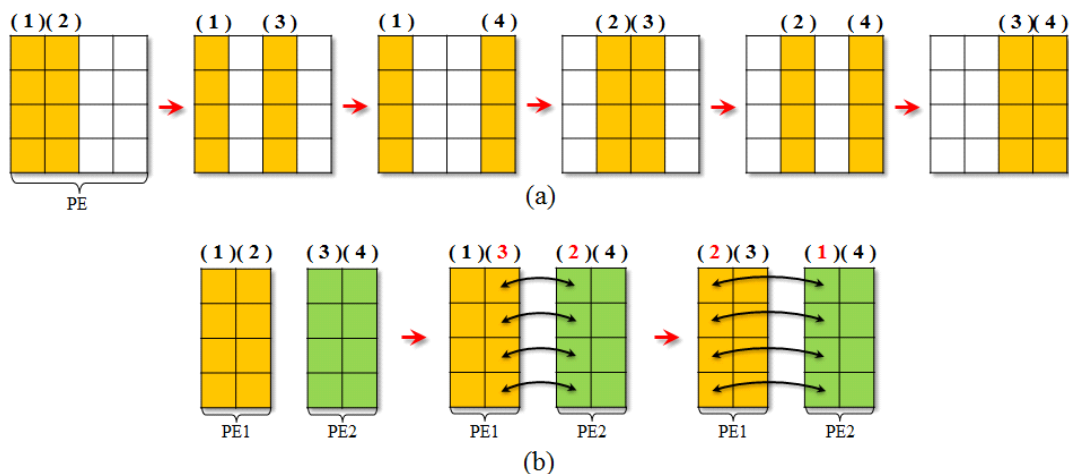 (1)(2) (1) (3) (1) (4) (2)(3) (2) (4) (3)(4)
PE
(a)
(1)(2) (3)(4) (1)(3) (2)(4) (2)(3) (1)(4)
PE1 PE2 PE1 PE2 PE1 PE2
(b)